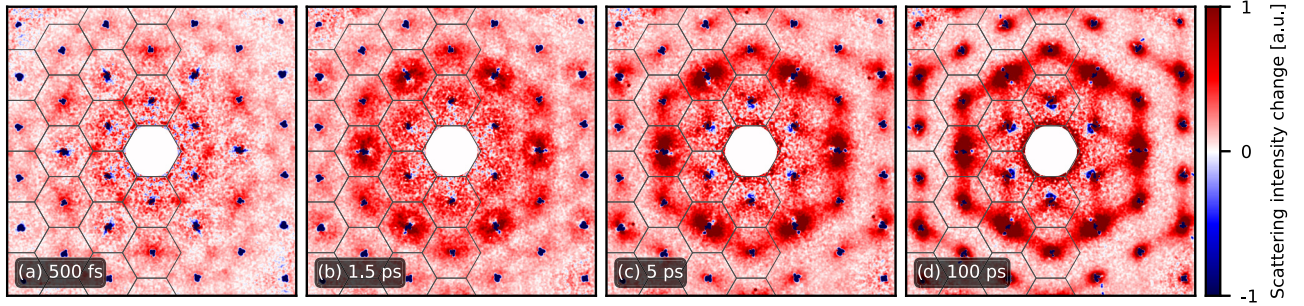 (a) 500 fs
(b) 1.5 ps
(c) 5 ps
(d) 100 ps
1
0
-1
Scattering intensity change [a.u.]